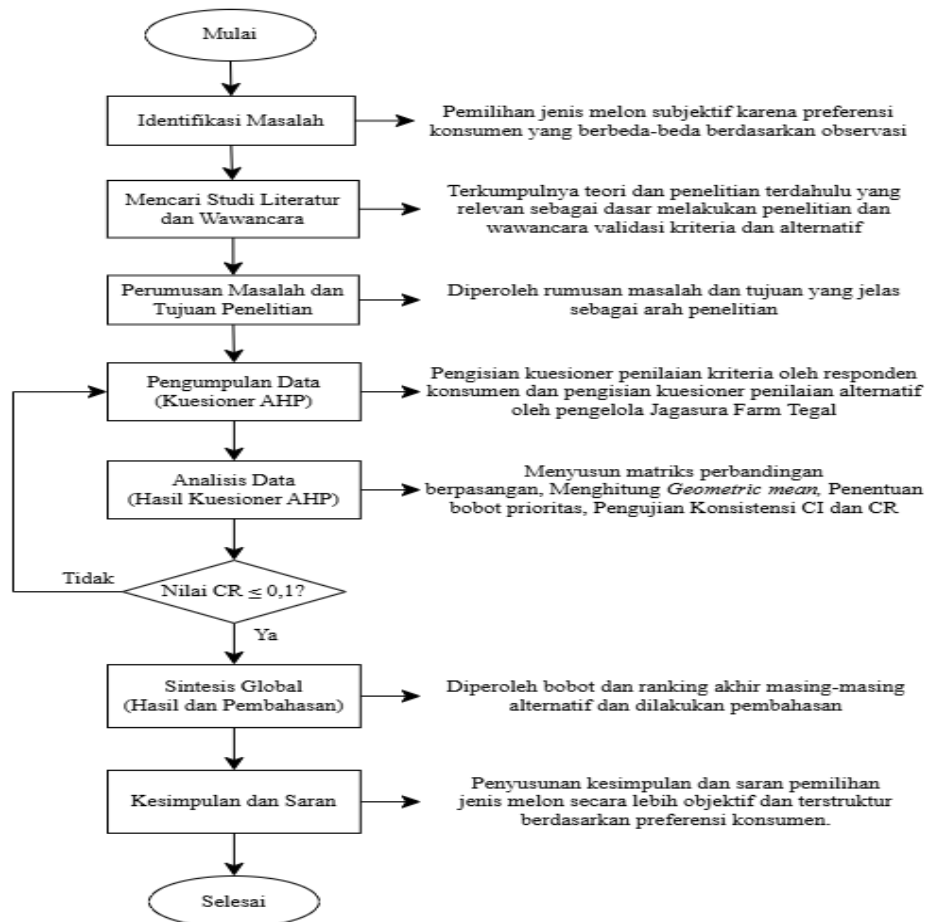 Mulai
Identifikasi Masalah
Pemilihan jenis melon subjektif karena preferensi
konsumen yang berbeda-beda berdasarkan observasi
Mencari Studi Literatur
dan Wawancara
Terkumpulnya teori dan penelitian terdahulu yang
relevan sebagai dasar melakukan penelitian dan
wawancara validasi kriteria dan alternatif
Perumusan Masalah dan
Tujuan Penelitian
Diperoleh rumusan masalah dan tujuan yang jelas
sebagai arah penelitian
Pengumpulan Data
(Kuesioner AHP)
Pengisian kuesioner penilaian kriteria oleh responden
konsumen dan pengisian kuesioner penilaian alternatif
oleh pengelola Jagasura Farm Tegal
Analisis Data
(Hasil Kuesioner AHP)
Menyusun matriks perbandingan
berpasangan, Menghitung Geometric mean, Penentuan
bobot prioritas, Pengujian Konsistensi CI dan CR
Tidak
Nilai CR ≤ 0,1?
Ya
Sintesis Global
(Hasil dan Pembahasan)
Diperoleh bobot dan ranking akhir masing-masing
alternatif dan dilakukan pembahasan
Kesimpulan dan Saran
Penyusunan kesimpulan dan saran pemilihan
jenis melon secara lebih objektif dan terstruktur
berdasarkan preferensi konsumen.
Selesai